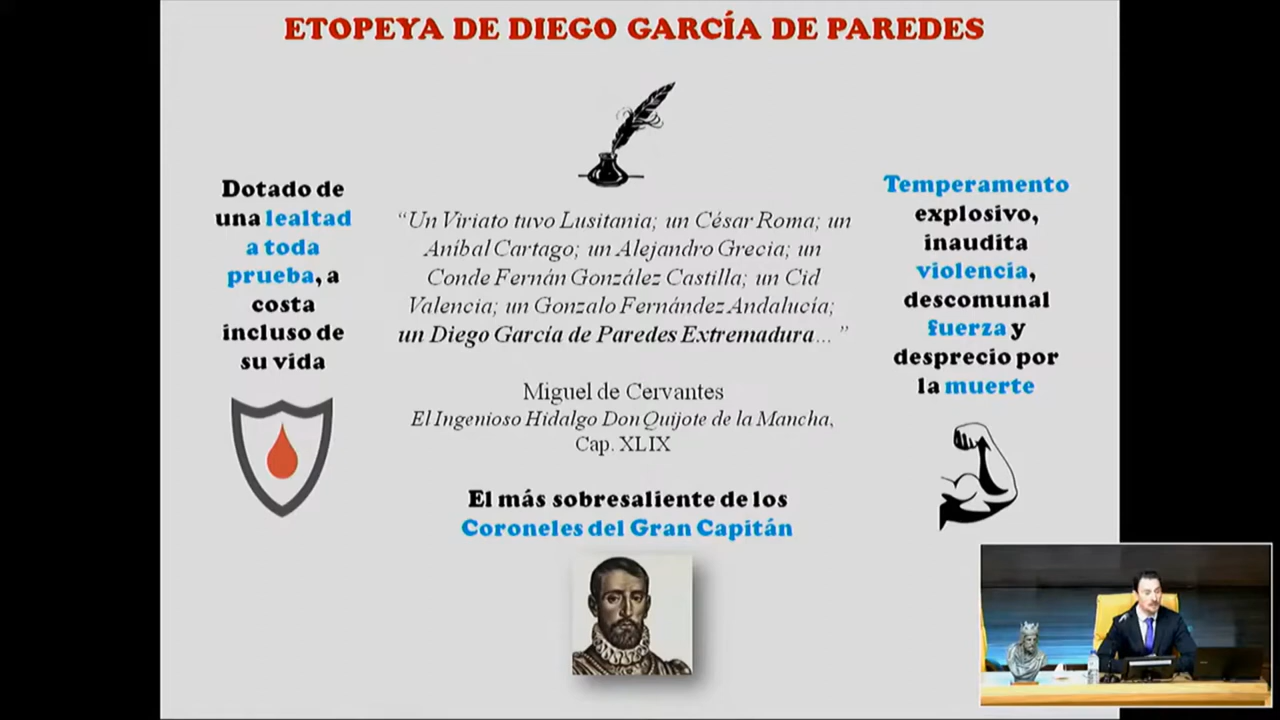 ETOPEYA DE DIEGO GARCÍA DE PAREDES
Dotado de
una lealtad
a toda
prueba, a
costa
incluso de
su vida
“Un Viriato tuvo Lusitania; un César Roma; un
Aníbal Cartago; un Alejandro Grecia; un
Conde Fernán González Castilla; un Cid
Valencia; un Gonzalo Fernández Andalucía;
un Diego García de Paredes Extremadura… ”
Miguel de Cervantes
El Ingenioso Hidalgo Don Quijote de la Mancha,
Cap. XLIX
El más sobresaliente de los
Coroneles del Gran Capitán
Temperamento
explosivo,
inaudita
violencia,
descomunal
fuerza y
desprecio por
la muerte